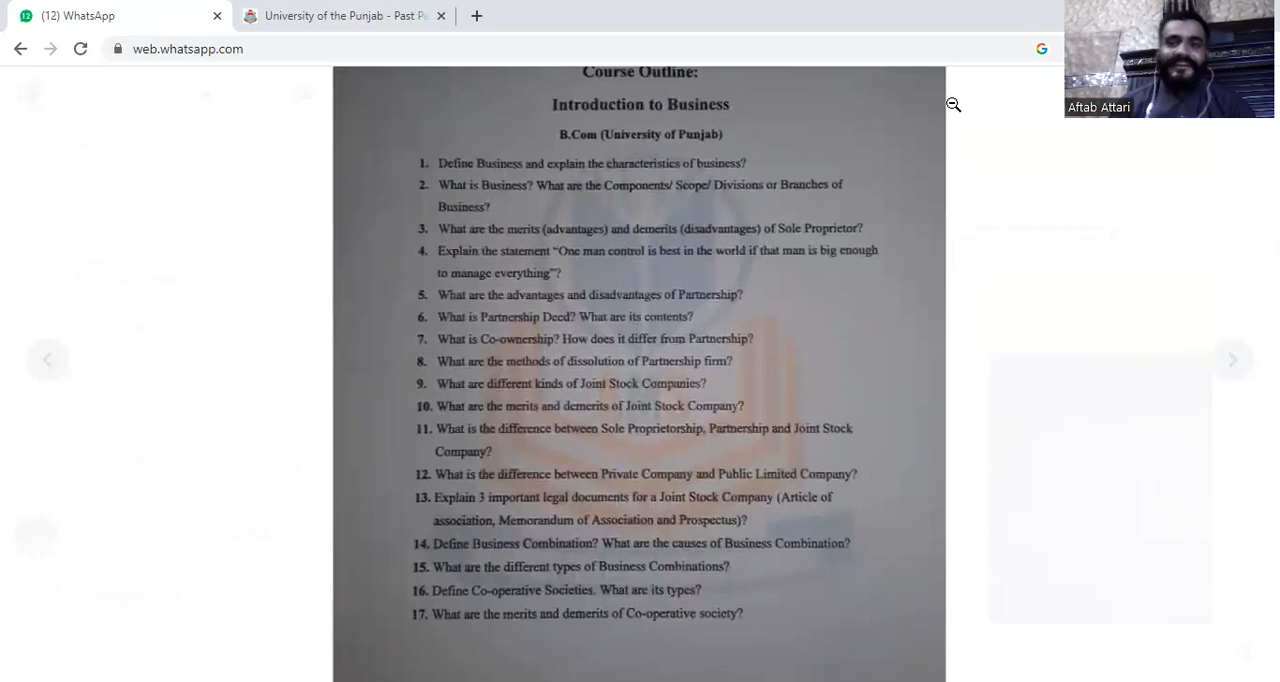 (12) WhatsApp
University of the Punjab - Past Pa
web.whatsapp.com
Aftab Attari
Course Outline:
Introduction to Business
B.Com (University of Punjab)
1. Define Business and explain the characteristics of business?
2. What is Business? What are the Components/ Scope/ Divisions or Branches of
Business?
3. What are the merits (advantages) and demerits (disadvantages) of Sole Proprietor?
4. Explain the statement “One man control is best in the world if that man is big enough
to manage everything”?
5. What are the advantages and disadvantages of Partnership?
6. What is Partnership Deed? What are its contents?
7. What is Co-ownership? How does it differ from Partnership?
8. What are the methods of dissolution of Partnership firm?
9. What are different kinds of Joint Stock Companies?
10. What are the merits and demerits of Joint Stock Company?
11. What is the difference between Sole Proprietorship, Partnership and Joint Stock
Company?
12. What is the difference between Private Company and Public Limited Company?
13. Explain 3 important legal documents for a Joint Stock Company (Article of
association, Memorandum of Association and Prospectus)?
14. Define Business Combination? What are the causes of Business Combination?
15. What are the different types of Business Combinations?
16. Define Co-operative Societies. What are its types?
17. What are the merits and demerits of Co-operative society?